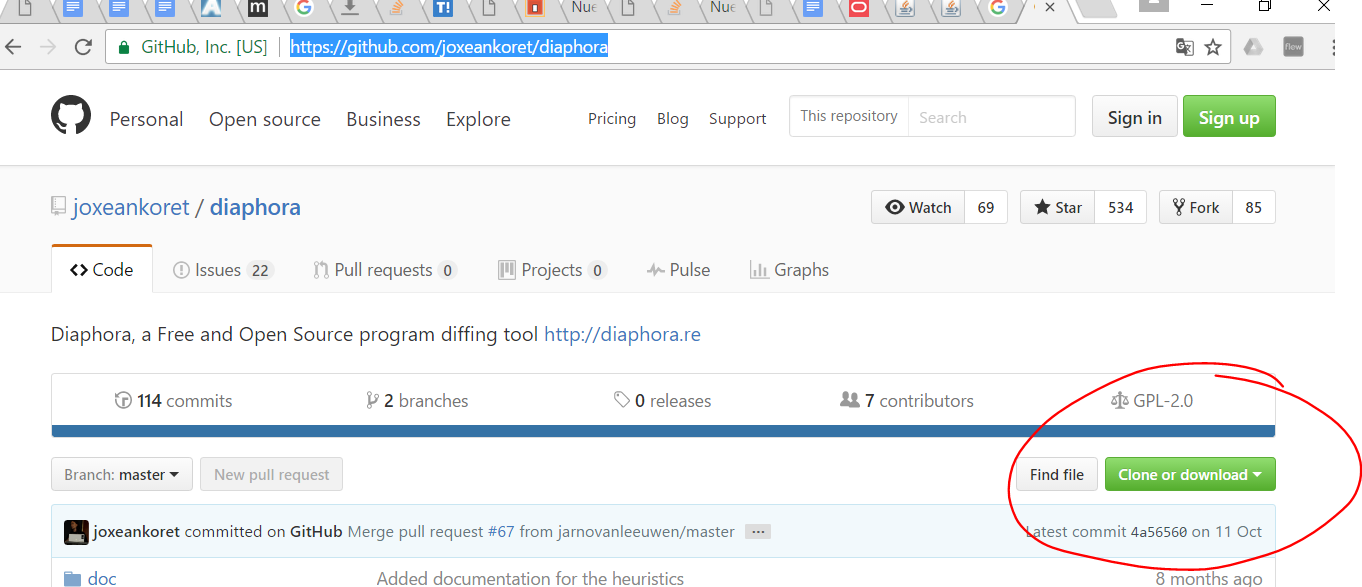 m T! Nue Nue
GitHub, Inc. [US] https://github.com/joxeankoret/diaphora flow
Personal Open source Business Explore Pricing Blog Support This repository Search Sign in Sign up
joxeankoret / diaphora Watch 69 Star 534 Fork 85
Code Issues 22 Pull requests 0 Projects 0 Pulse Graphs
Diaphora, a Free and Open Source program diffing tool http://diaphora.re
114 commits 2 branches 0 releases 7 contributors GPL-2.0
Branch: master New pull request Find file Clone or download
joxeankoret committed on GitHub Merge pull request #67 from jarnovanleeuwen/master ... Latest commit 4a56560 on 11 Oct
doc Added documentation for the heuristics 8 months ago